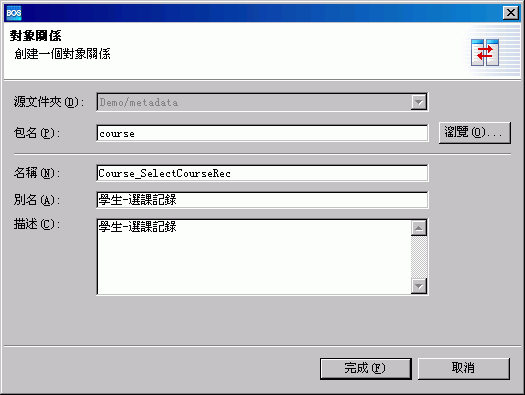 BOS
對象關係
創建一個對象關係
源文件夾(D):
Demo/metadata
包名(P):
course
瀏覽(O)...
名稱(N):
Course_SelectCourseRec
別名(A):
學生-選課記錄
描述(C):
學生-選課記錄
完成(F)
取消